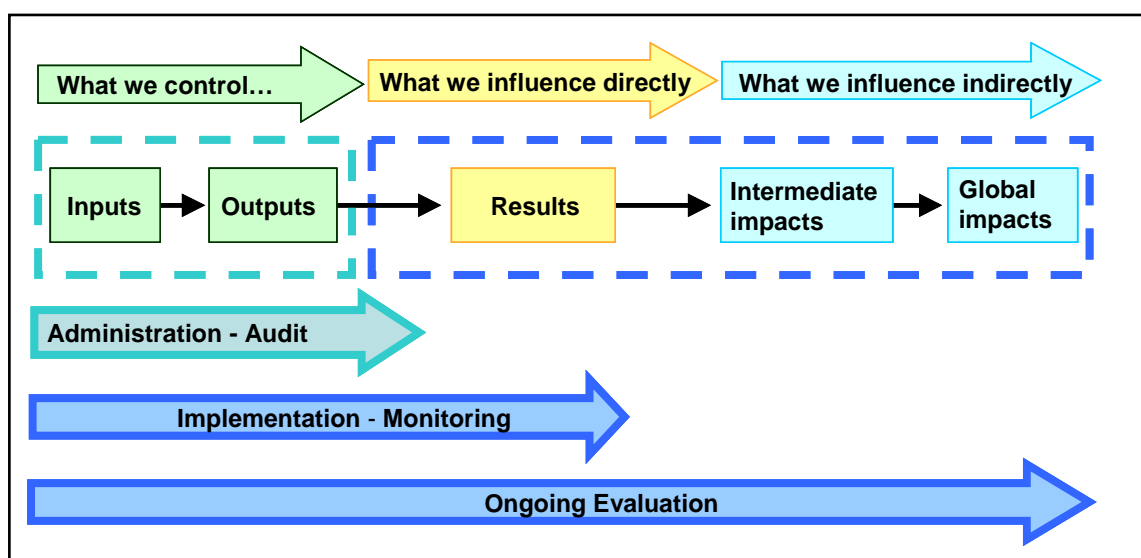 What we control…
What we influence directly
What we influence indirectly
Inputs
Outputs
Results
Intermediate
impacts
Global
impacts
Administration - Audit
Implementation - Monitoring
Ongoing Evaluation